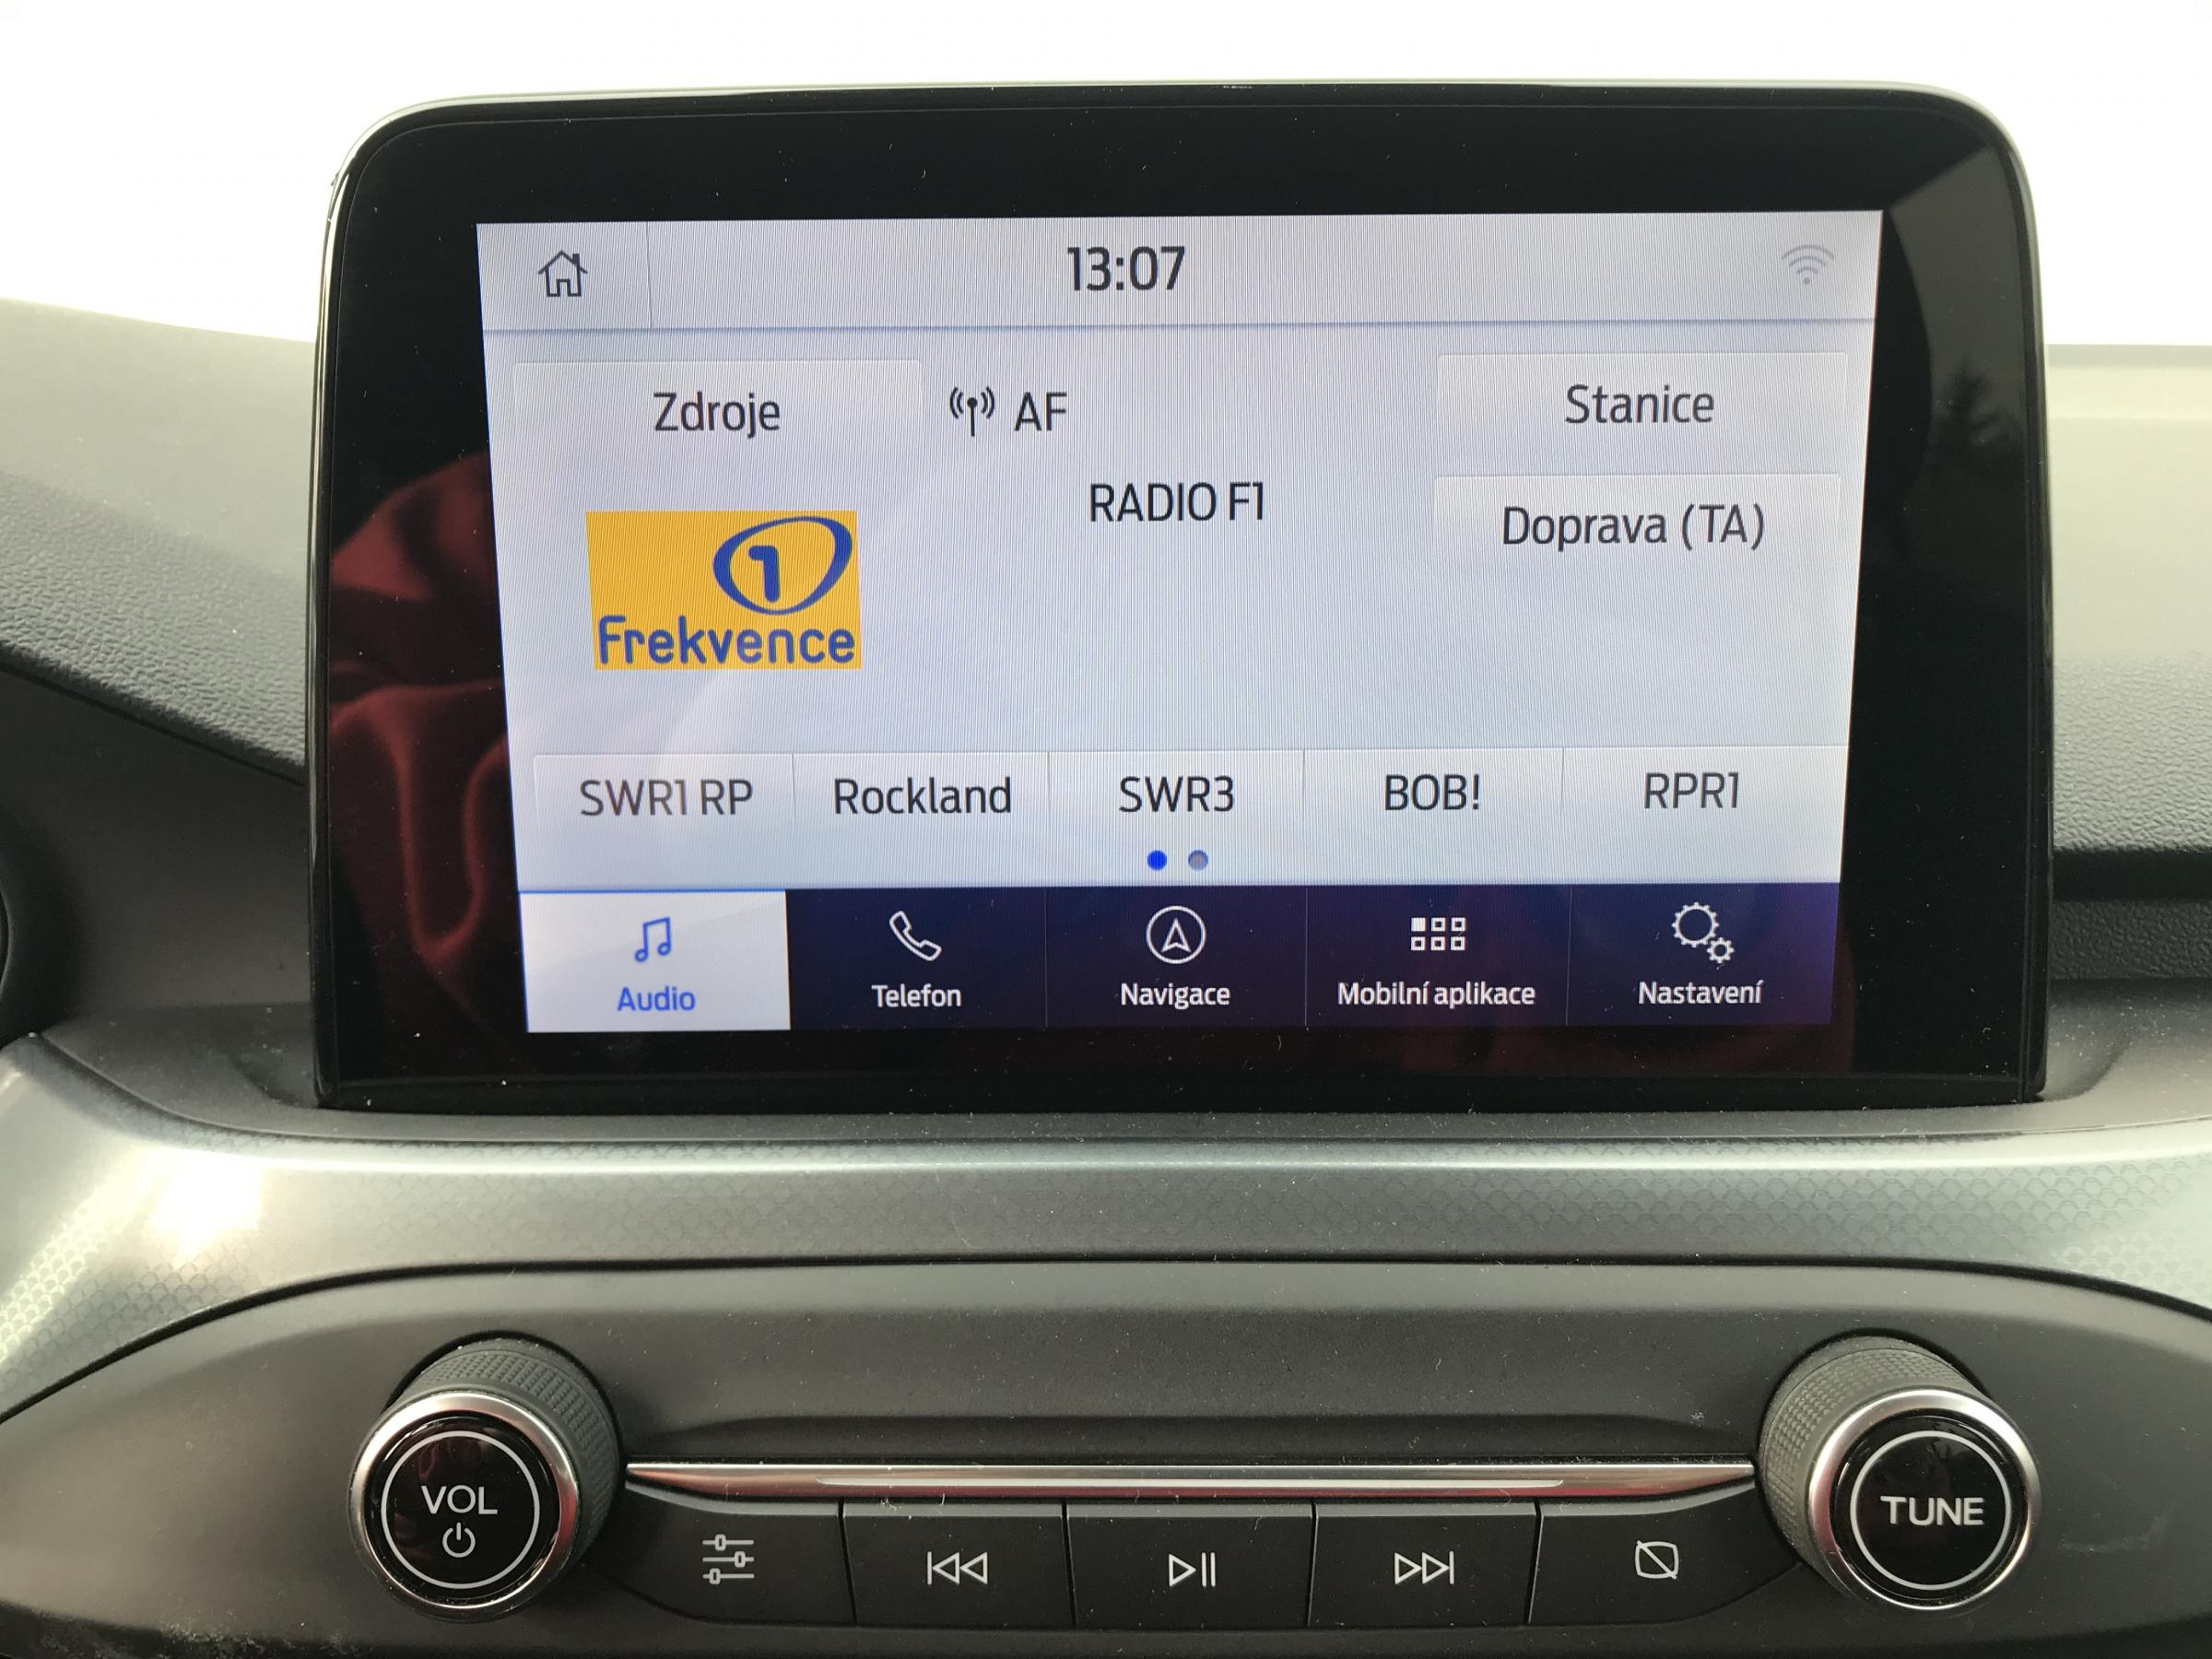 13:07
Zdroje
AF
Stanice
RADIO F1
Doprava (TA)
1
Frekvence
SWR1 RP
Rockland
SWR3
BOB!
RPR1
Audio
Telefon
Navigace
Mobilní aplikace
Nastavení
VOL
TUNE